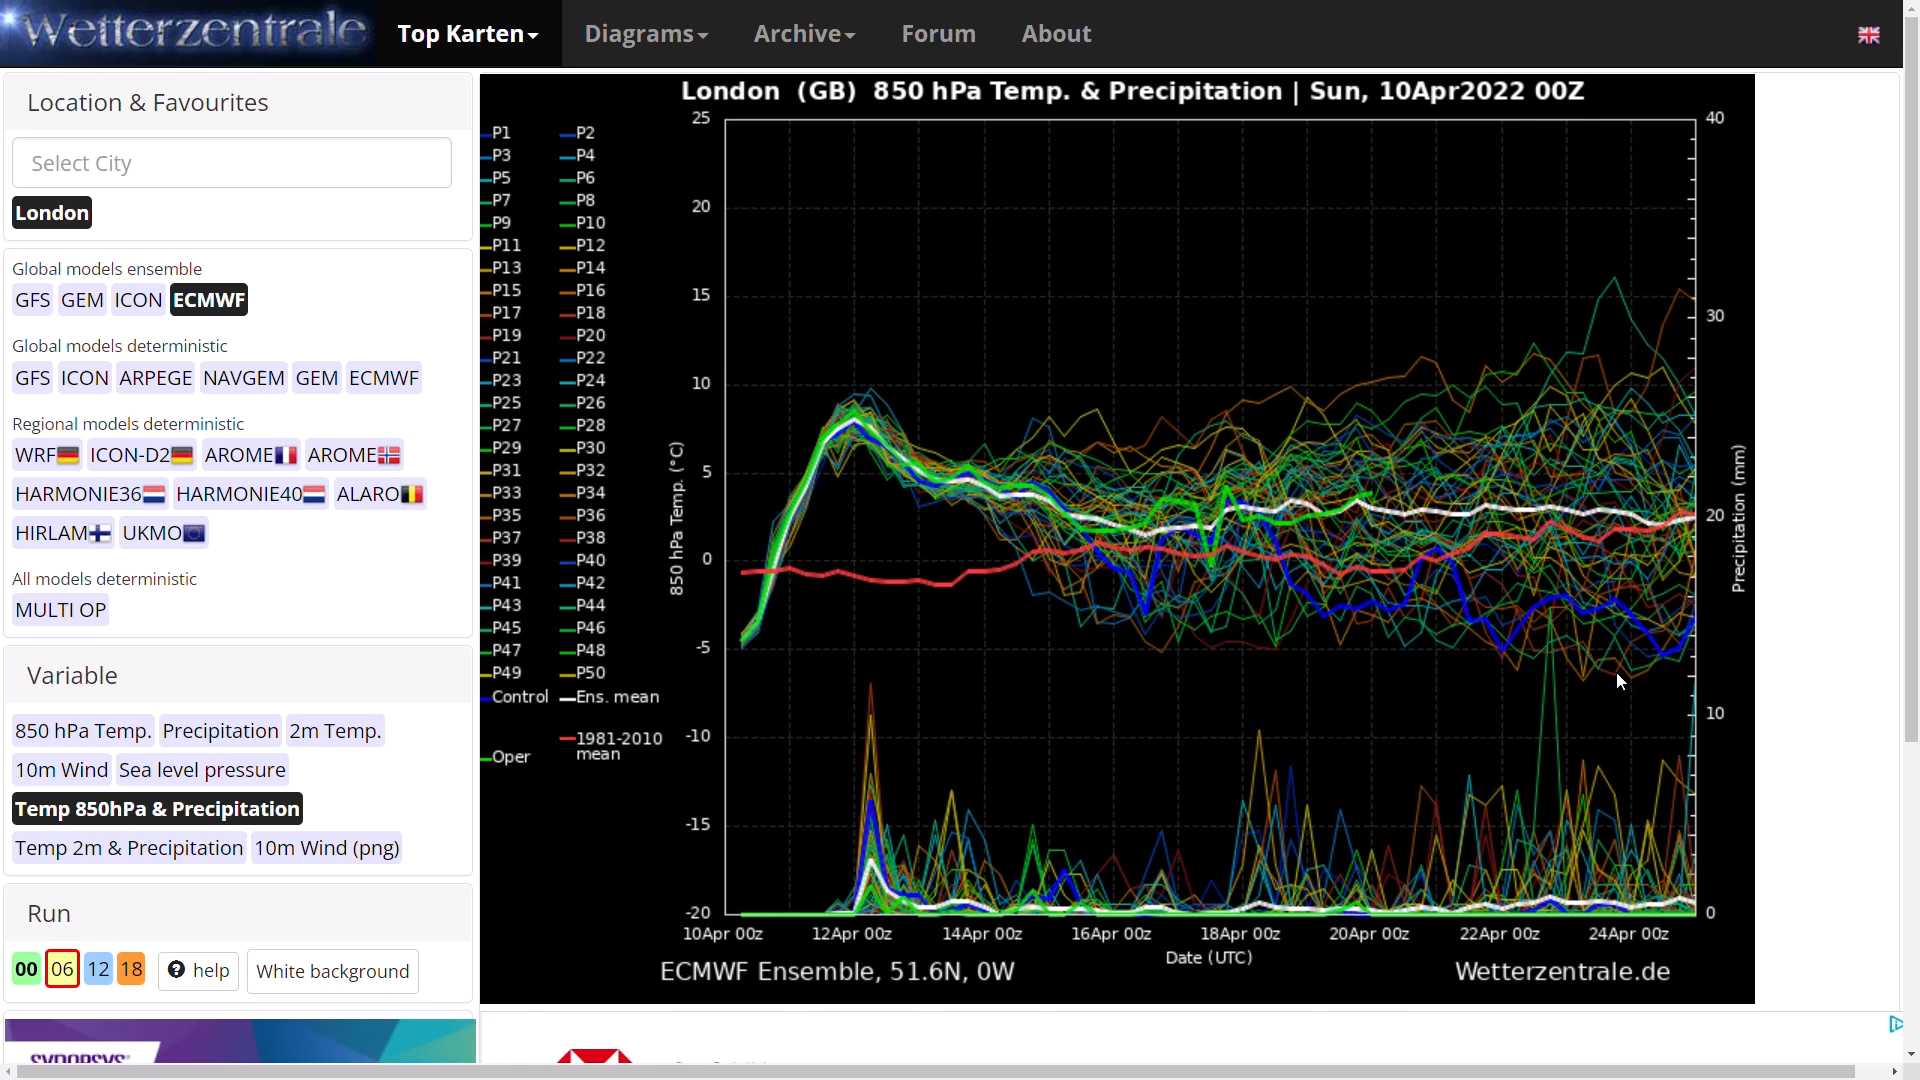 Wetterzentrale
Top Karten
Diagrams
Archive
Forum
About
Location & Favourites
Select City
London
Global models ensemble
GFS GEM ICON ECMWF
Global models deterministic
GFS ICON ARPEGE NAVGEM GEM ECMWF
Regional models deterministic
WRF ICON-D2 AROME AROME
HARMONIE36 HARMONIE40 ALARO
HIRLAM UKMO
All models deterministic
MULTI OP
Variable
850 hPa Temp. Precipitation 2m Temp.
10m Wind Sea level pressure
Temp 850hPa & Precipitation
Temp 2m & Precipitation 10m Wind (png)
Run
00 06 12 18 help White background
SYNOPSYS
London (GB) 850 hPa Temp. & Precipitation | Sun, 10Apr2022 00Z
P1 P2
P3 P4
P5 P6
P7 P8
P9 P10
P11 P12
P13 P14
P15 P16
P17 P18
P19 P20
P21 P22
P23 P24
P25 P26
P27 P28
P29 P30
P31 P32
P33 P34
P35 P36
P37 P38
P39 P40
P41 P42
P43 P44
P45 P46
P47 P48
P49 P50
Control Ens. mean
1981-2010
mean
Oper
850 hPa Temp. (°C)
25
20
15
10
5
0
-5
-10
-15
-20
40
30
20
10
0
Precipitation (mm)
10Apr 00z 12Apr 00z 14Apr 00z 16Apr 00z 18Apr 00z 20Apr 00z 22Apr 00z 24Apr 00z
Date (UTC)
ECMWF Ensemble, 51.6N, 0W
Wetterzentrale.de